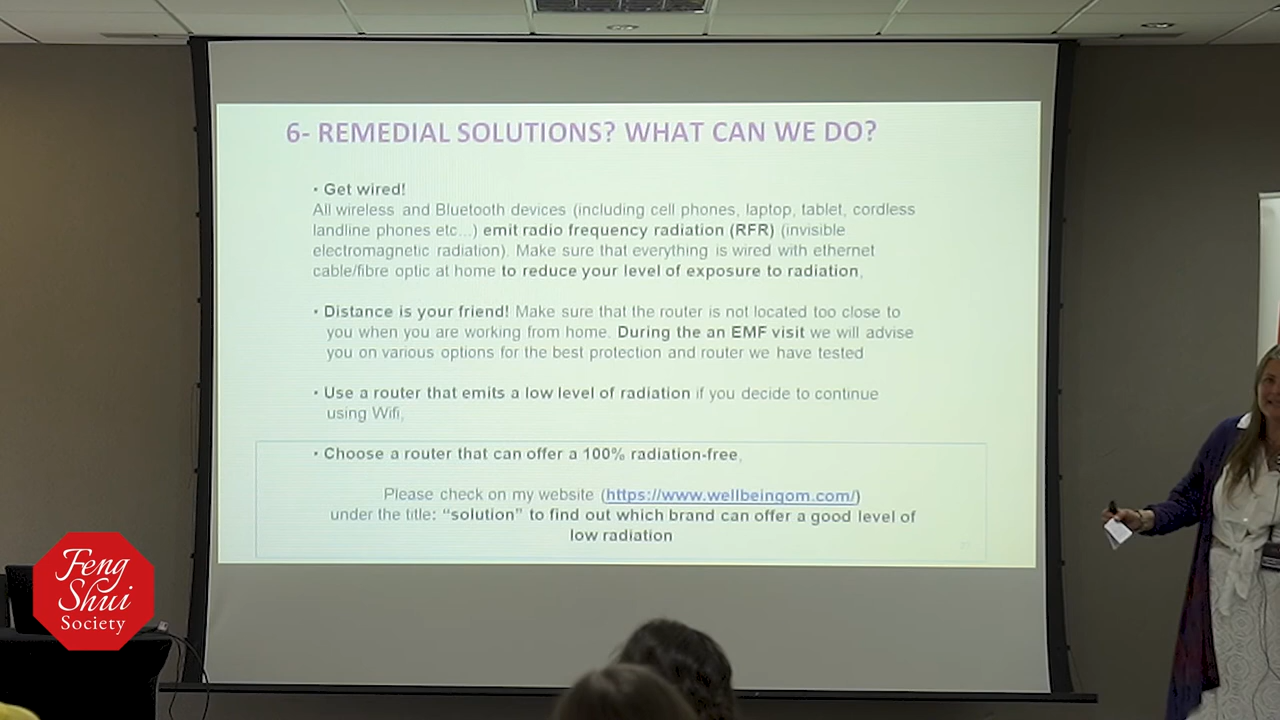 6- REMEDIAL SOLUTIONS? WHAT CAN WE DO?
• Get wired!
All wireless and Bluetooth devices (including cell phones, laptop, tablet, cordless
landline phones etc...) emit radio frequency radiation (RFR) (invisible
electromagnetic radiation). Make sure that everything is wired with ethernet
cable/fibre optic at home to reduce your level of exposure to radiation,
• Distance is your friend! Make sure that the router is not located too close to
you when you are working from home. During the an EMF visit we will advise
you on various options for the best protection and router we have tested
• Use a router that emits a low level of radiation if you decide to continue
using Wifi,
• Choose a router that can offer a 100% radiation-free,
Please check on my website (https://www.wellbeingom.com/)
under the title: “solution” to find out which brand can offer a good level of
low radiation
Feng
Shui
Society